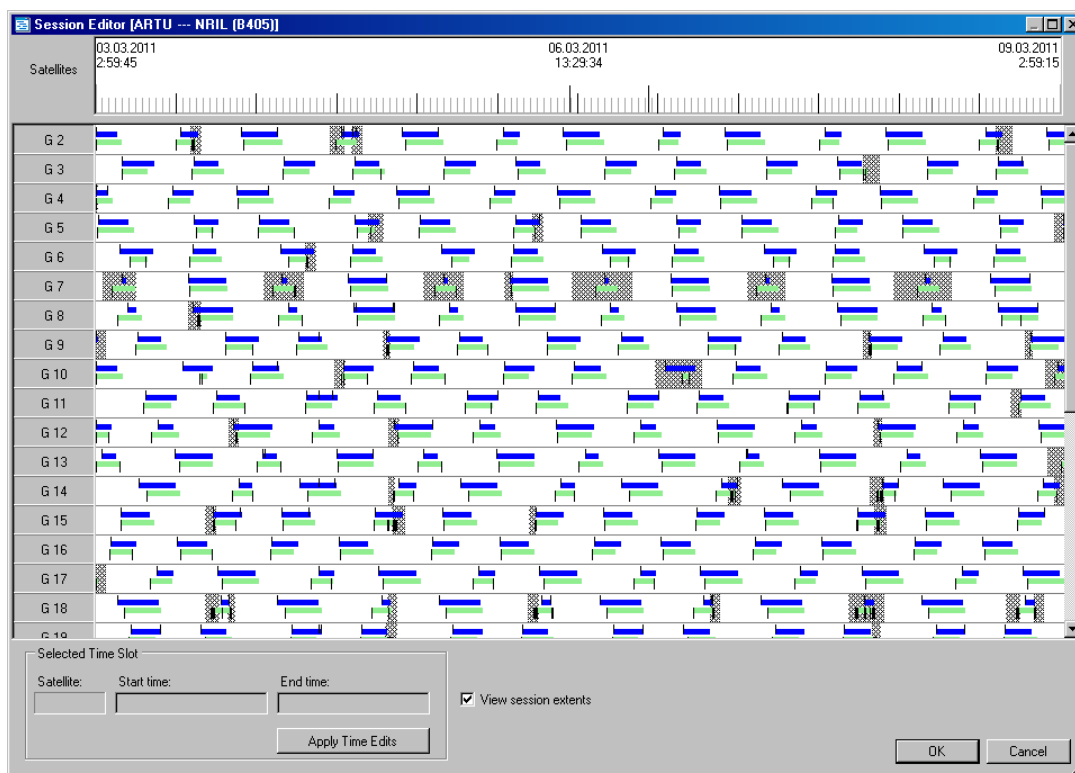 Session Editor [ARTU --- NRIL (B405)]
Satellites
03.03.2011
2:59:45
06.03.2011
13:29:34
09.03.2011
2:59:15
G 2
G 3
G 4
G 5
G 6
G 7
G 8
G 9
G 10
G 11
G 12
G 13
G 14
G 15
G 16
G 17
G 18
G 19
Selected Time Slot
Satellite:
Start time:
End time:
View session extents
Apply Time Edits
OK
Cancel